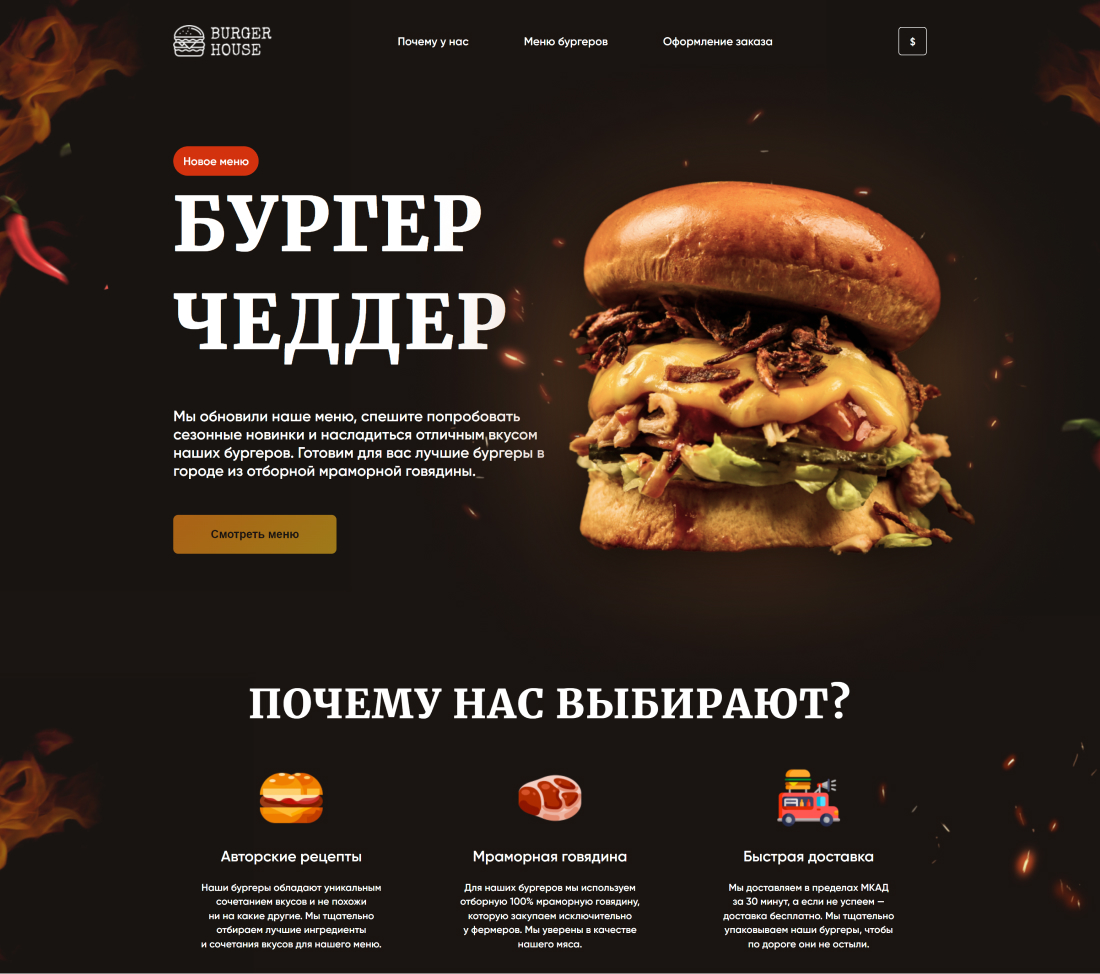 BURGER
HOUSE
Почему у нас
Меню бургеров
Оформление заказа
$
Новое меню
БУРГЕР
ЧЕДДЕР
Мы обновили наше меню, спешите попробовать
сезонные новинки и насладиться отличным вкусом
наших бургеров. Готовим для вас лучшие бургеры в
городе из отборной мраморной говядины.
Смотреть меню
ПОЧЕМУ НАС ВЫБИРАЮТ?
Авторские рецепты
Наши бургеры обладают уникальным
сочетанием вкусов и не похожи
ни на какие другие. Мы тщательно
отбираем лучшие ингредиенты
и сочетания вкусов для нашего меню.
Мраморная говядина
Для наших бургеров мы используем
отборную 100% мраморную говядину,
которую закупаем исключительно
у фермеров. Мы уверены в качестве
нашего мяса.
Быстрая доставка
Мы доставляем в пределах МКАД
за 30 минут, а если не успеем —
доставка бесплатно. Мы тщательно
упаковываем наши бургеры, чтобы
по дороге они не остыли.